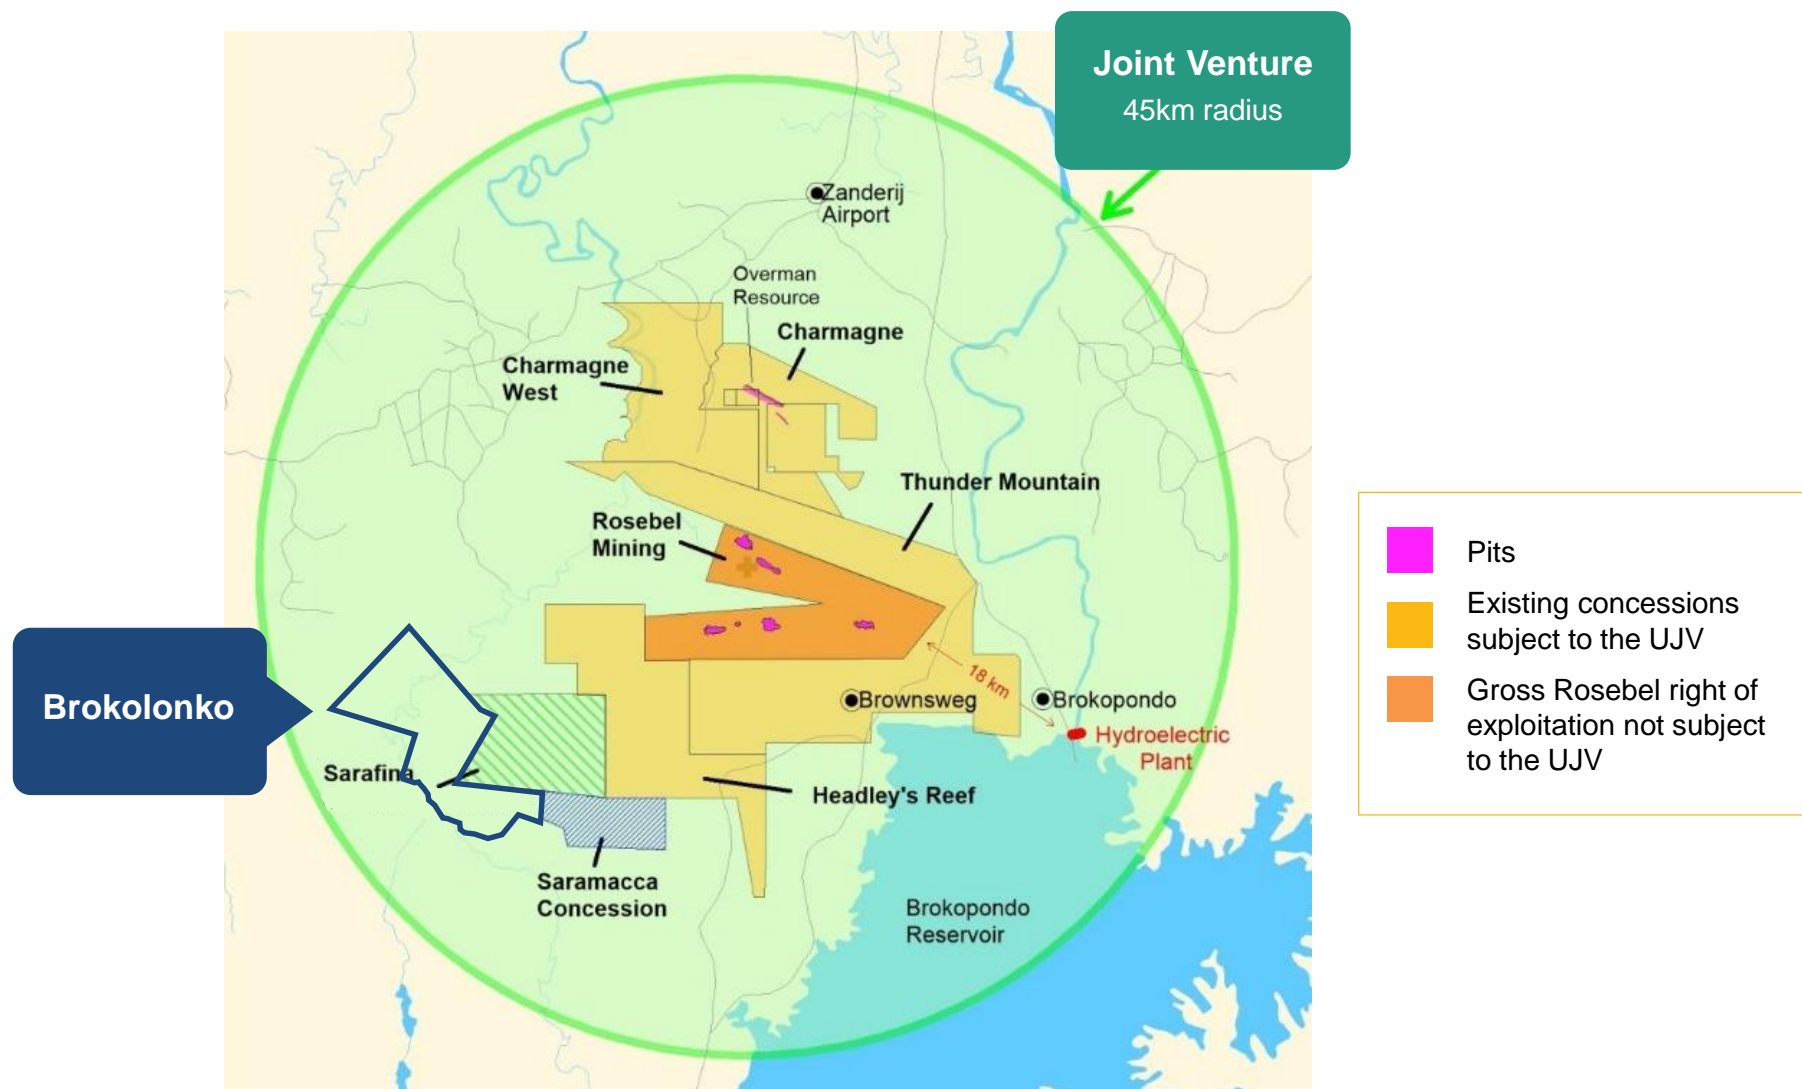 Joint Venture
45km radius
Zanderij
Airport
Overman
Resource
Charmagne
Charmagne
West
Thunder Mountain
Rosebel
Mining
18 km
Brownsweg
Brokopondo
Hydroelectric
Plant
Brokolonko
Sarafina
Headley's Reef
Saramacca
Concession
Brokopondo
Reservoir
Pits
Existing concessions
subject to the UJV
Gross Rosebel right of
exploitation not subject
to the UJV